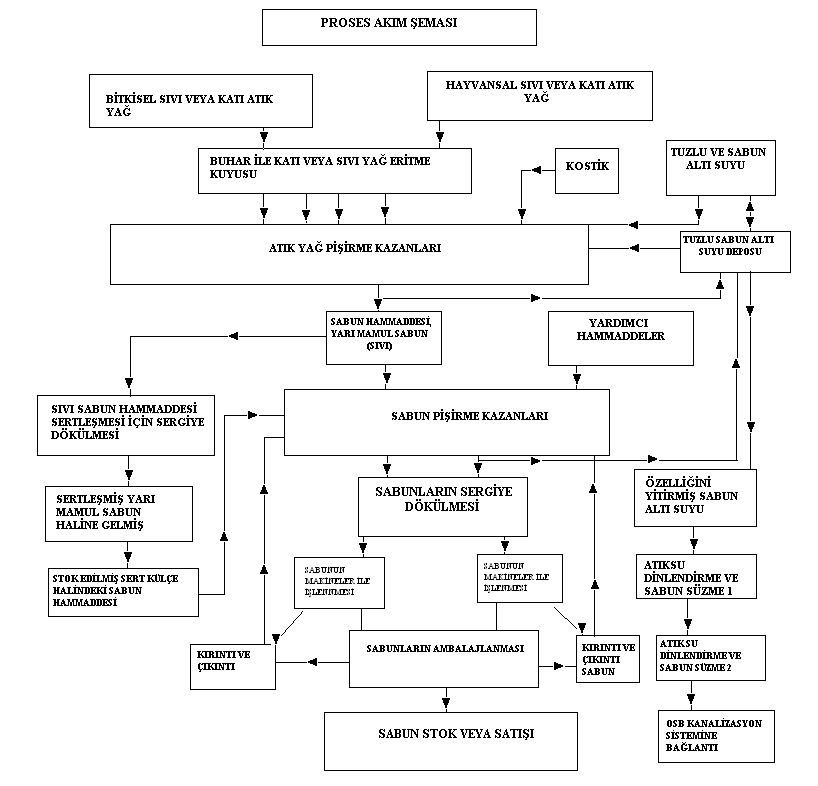 PROSES AKIM ŞEMASI
BİTKİSEL SIVI VEYA KATI ATIK
YAĞ
HAYVANSAL SIVI VEYA KATI ATIK
YAĞ
BUHAR İLE KATI VEYA SIVI YAĞ ERİTME
KUYUSU
KOSTİK
TUZLU VE SABUN
ALTI SUYU
ATIK YAĞ PİŞİRME KAZANLARI
TUZLU SABUN ALTI
SUYU DEPOSU
SABUN HAMMADDESİ,
YARI MAMUL SABUN
(SIVI)
YARDIMCI
HAMMADDELER
SIVI SABUN HAMMADDESİ
SERTLEŞMESİ İÇİN SERGİYE
DÖKÜLMESİ
SABUN PİŞİRME KAZANLARI
SERTLEŞMİŞ YARI
MAMUL SABUN
HALİNE GELMİŞ
SABUNLARIN SERGİYE
DÖKÜLMESİ
ÖZELLİĞİNİ
YİTİRMİŞ SABUN
ALTI SUYU
STOK EDİLMİŞ SERT KÜLÇE
HALİNDEKİ SABUN
HAMMADDESİ
SABUNUN
MAKİNELER İLE
İŞLENNMESİ
SABUNUN
MAKİNELER İLE
İŞLENMESİ
ATIKSU
DİNLENDİRME VE
SABUN SÜZME 1
KIRINTI VE
ÇIKINTI
SABUNLARIN AMBALAJLANMASI
KIRINTI VE
ÇIKINTI
SABUN
ATIKSU
DİNLENDİRME VE
SABUN SÜZME 2
SABUN STOK VEYA SATIŞI
OSB KANALİZASYON
SİSTEMİNE
BAĞLANTI